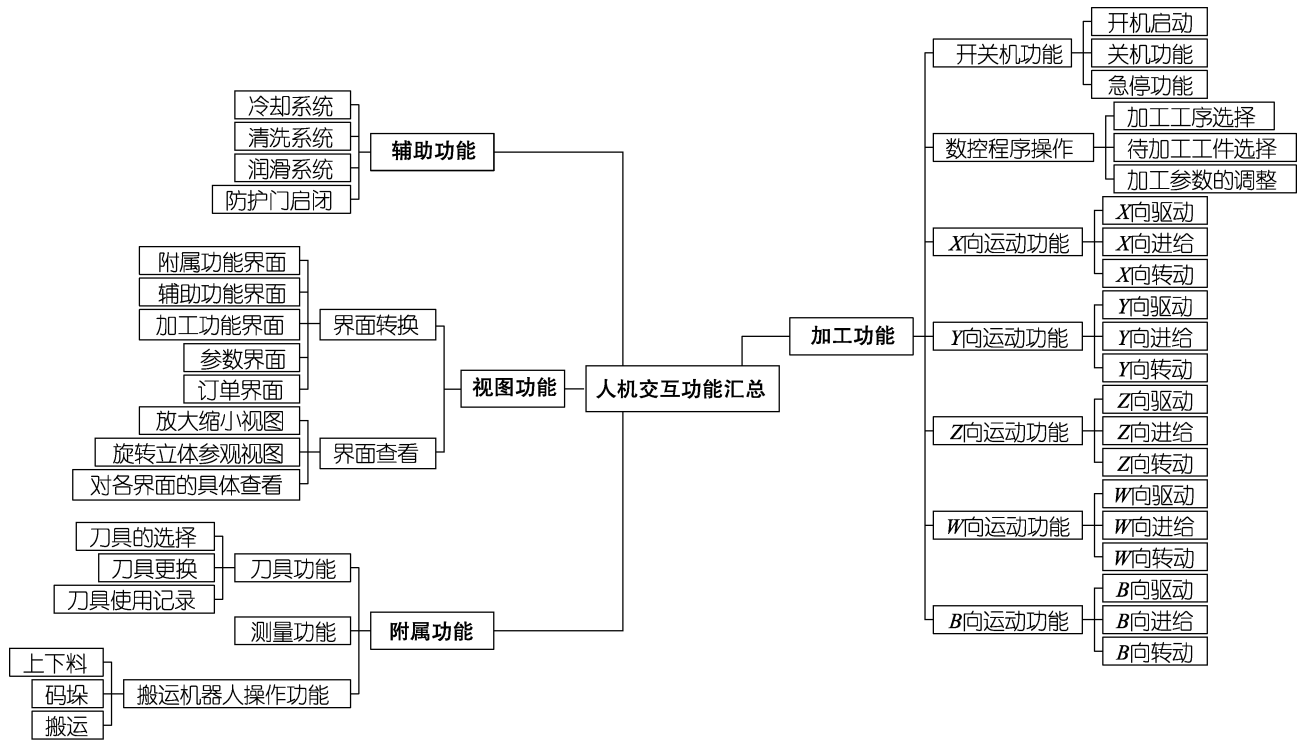 人机交互功能汇总
辅助功能
冷却系统
清洗系统
润滑系统
防护门启闭
视图功能
界面转换
附属功能界面
辅助功能界面
加工功能界面
参数界面
订单界面
界面查看
放大缩小视图
旋转立体参观视图
对各界面的具体查看
附属功能
刀具功能
刀具的选择
刀具更换
刀具使用记录
测量功能
搬运机器人操作功能
上下料
码垛
搬运
加工功能
开关机功能
开机启动
关机功能
急停功能
数控程序操作
加工工序选择
待加工工件选择
加工参数的调整
X向运动功能
X向驱动
X向进给
X向转动
Y向运动功能
Y向驱动
Y向进给
Y向转动
Z向运动功能
Z向驱动
Z向进给
Z向转动
W向运动功能
W向驱动
W向进给
W向转动
B向运动功能
B向驱动
B向进给
B向转动